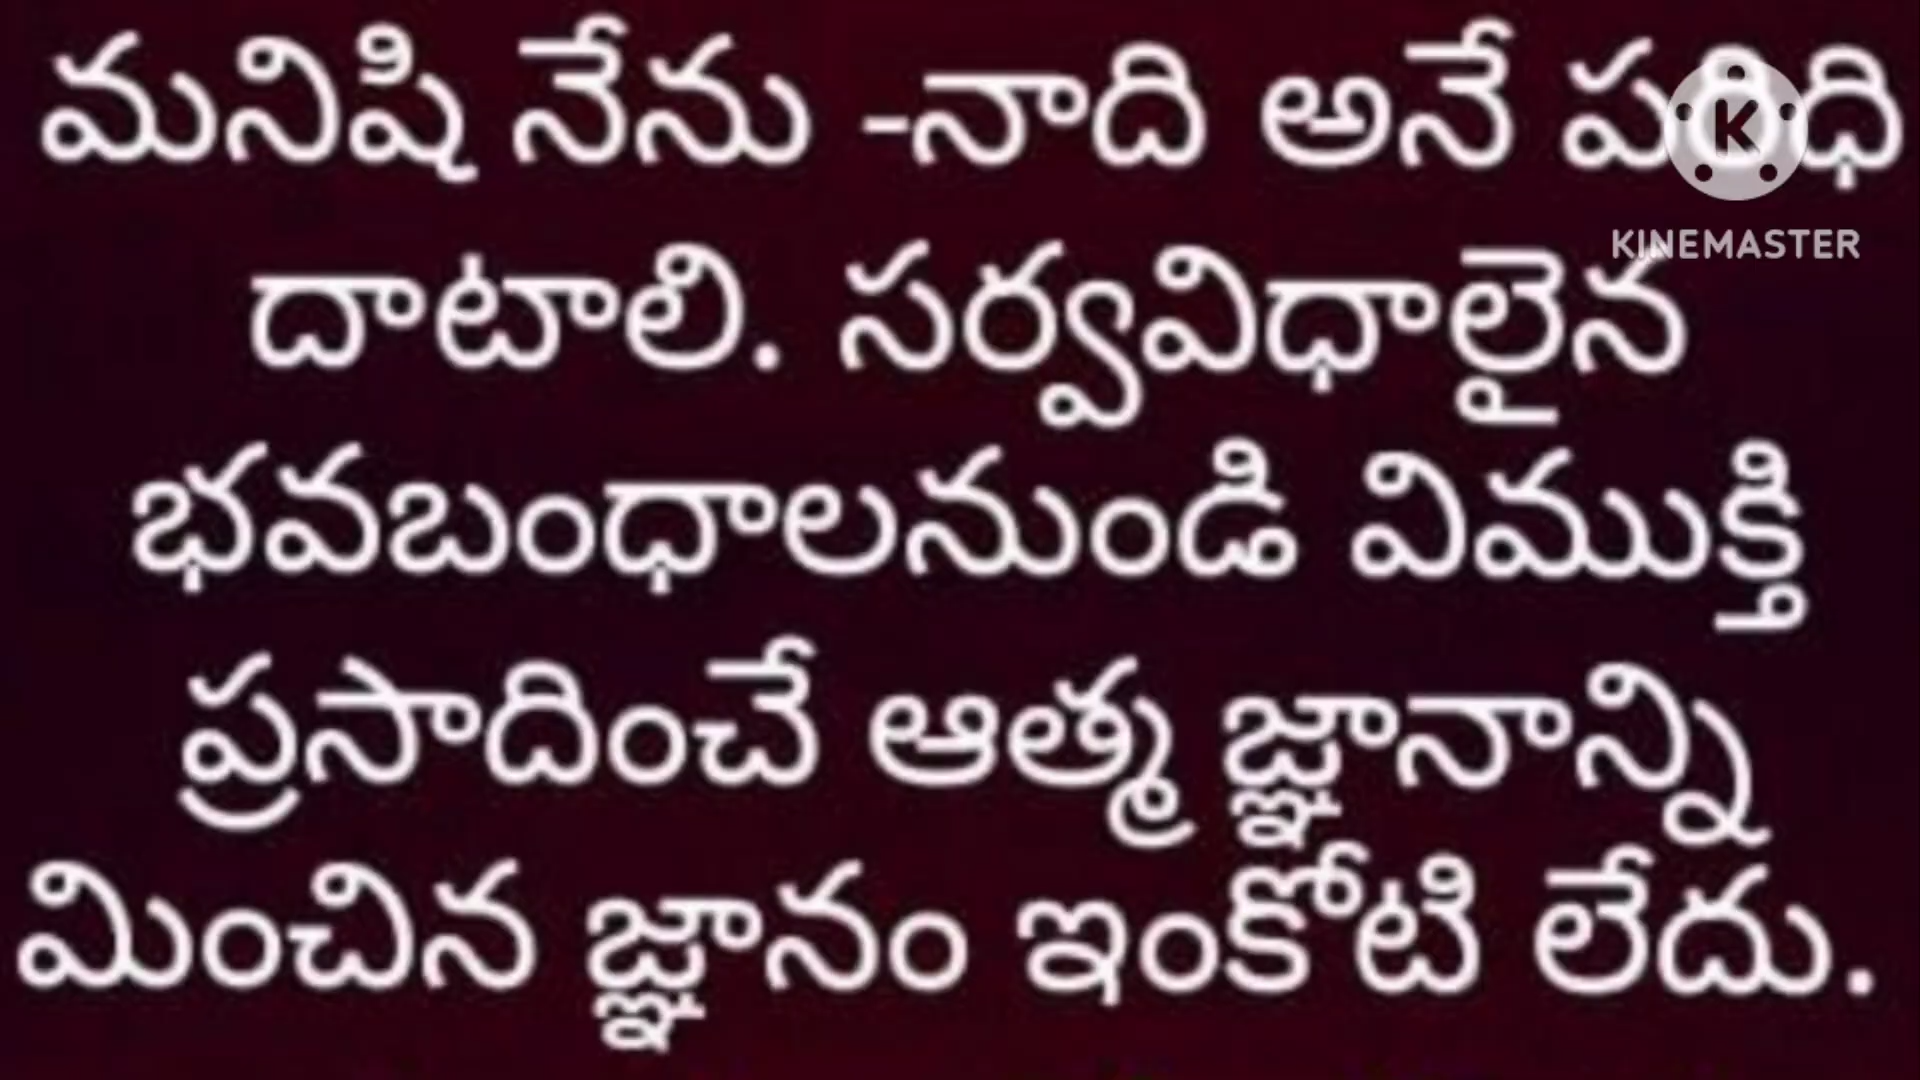 మనిషి నేను -నాది అనే పరిధి
KINEMASTER
దాటాలి. సర్వవిధాలైన
భవబంధాలనుండి విముక్తి
ప్రసాదించే ఆత్మ జ్ఞానాన్ని
మించిన జ్ఞానం ఇంకోటి లేదు.